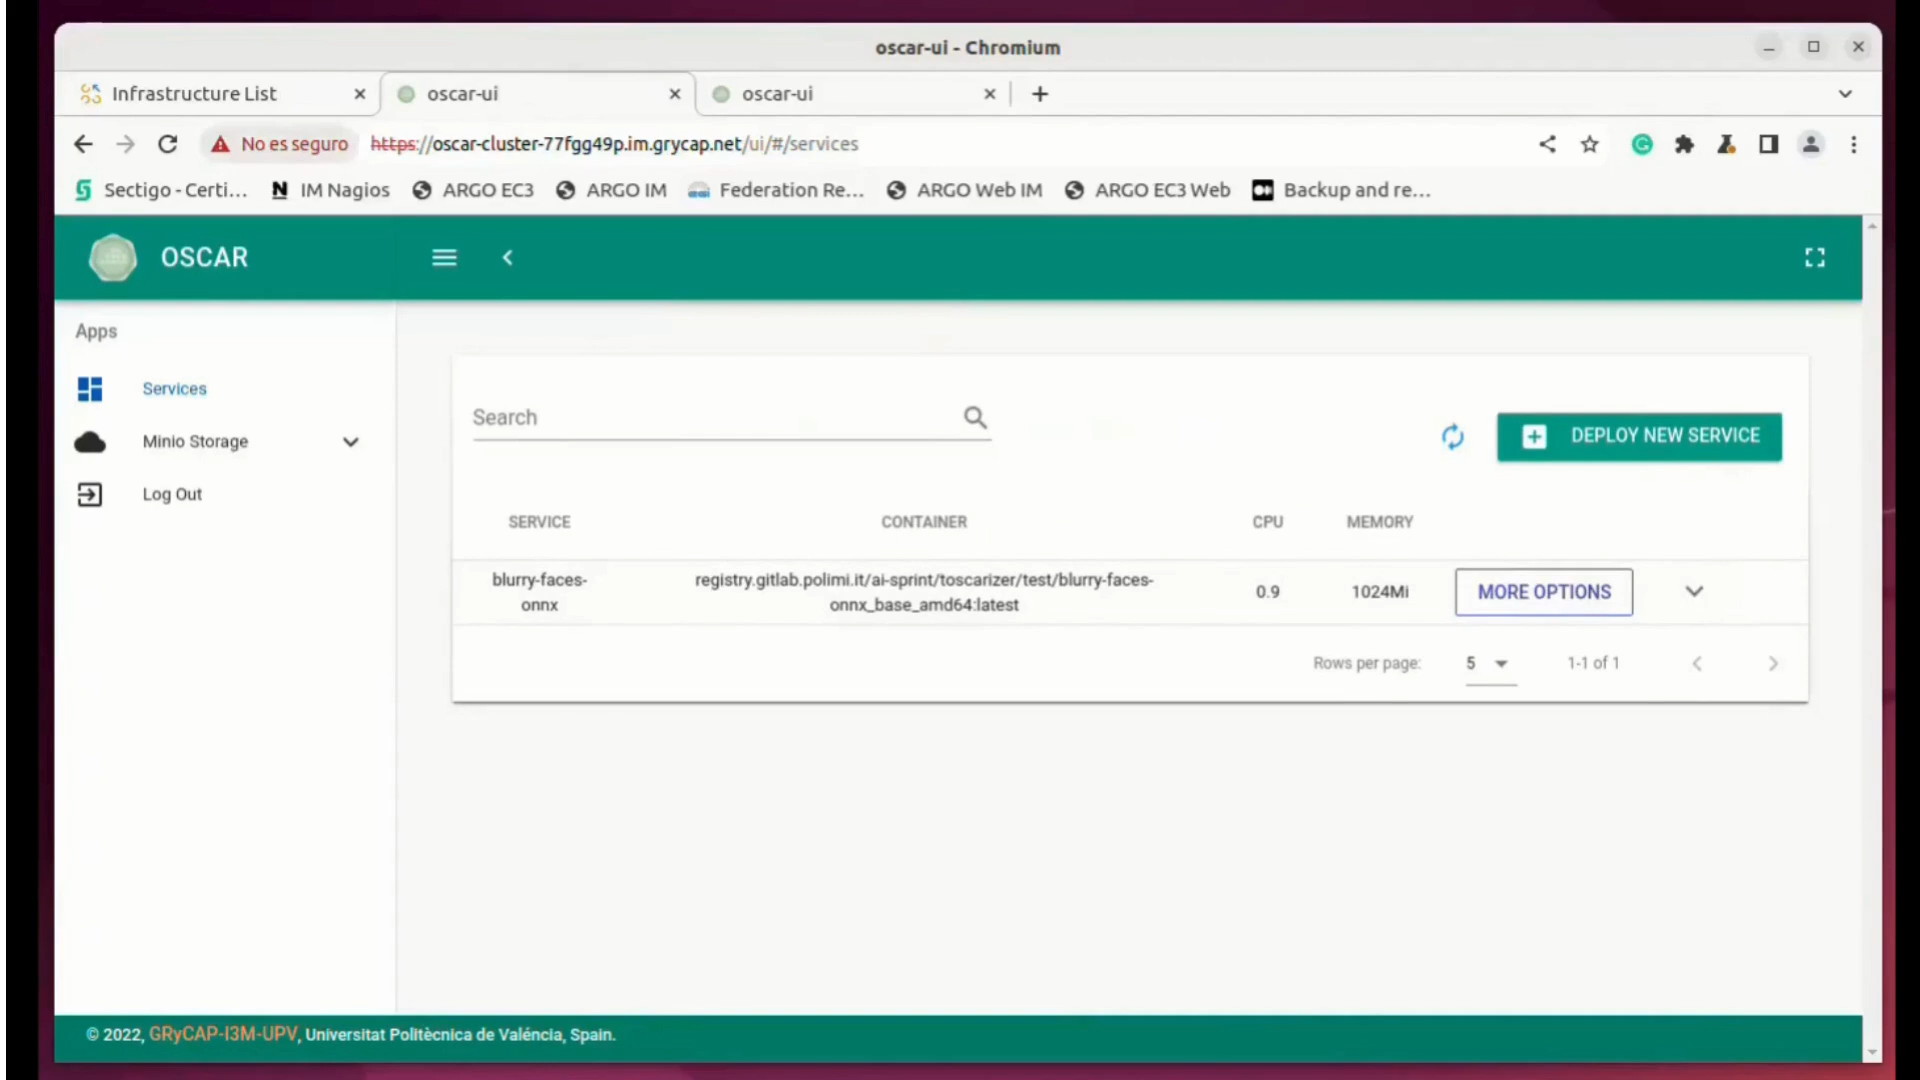 oscar-ui - Chromium
Infrastructure List
oscar-ui
oscar-ui
No es seguro
https://oscar-cluster-77fgg49p.im.grycap.net/ui/#/services
Sectigo - Certi...
IM Nagios
ARGO EC3
ARGO IM
Federation Re...
ARGO Web IM
ARGO EC3 Web
Backup and re...
OSCAR
Apps
Services
Minio Storage
Log Out
Search
DEPLOY NEW SERVICE
SERVICE CONTAINER CPU MEMORY
blurry-faces-
onnx
registry.gitlab.polimi.it/ai-sprint/toscarizer/test/blurry-faces-
onnx_base_amd64:latest
0.9
1024Mi
MORE OPTIONS
Rows per page: 5 1-1 of 1
© 2022, GRyCAP-I3M-UPV, Universitat Politècnica de Valéncia, Spain.